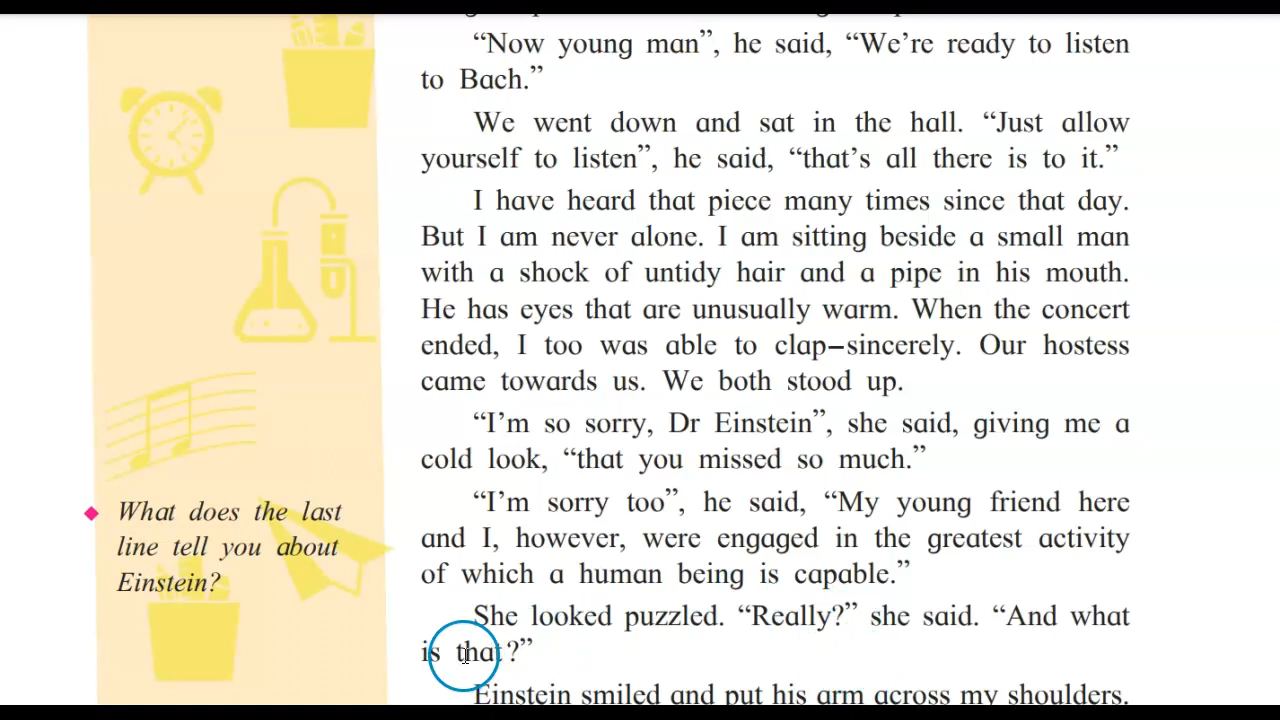 “Now young man”, he said, “We’re ready to listen
to Bach.”
We went down and sat in the hall. “Just allow
yourself to listen”, he said, “that’s all there is to it.”
I have heard that piece many times since that day.
But I am never alone. I am sitting beside a small man
with a shock of untidy hair and a pipe in his mouth.
He has eyes that are unusually warm. When the concert
ended, I too was able to clap–sincerely. Our hostess
came towards us. We both stood up.
“I’m so sorry, Dr Einstein”, she said, giving me a
cold look, “that you missed so much.”
“I’m sorry too”, he said, “My young friend here
and I, however, were engaged in the greatest activity
of which a human being is capable.”
She looked puzzled. “Really?” she said. “And what
is that?”
Einstein smiled and put his arm across my shoulders.
What does the last
line tell you about
Einstein?